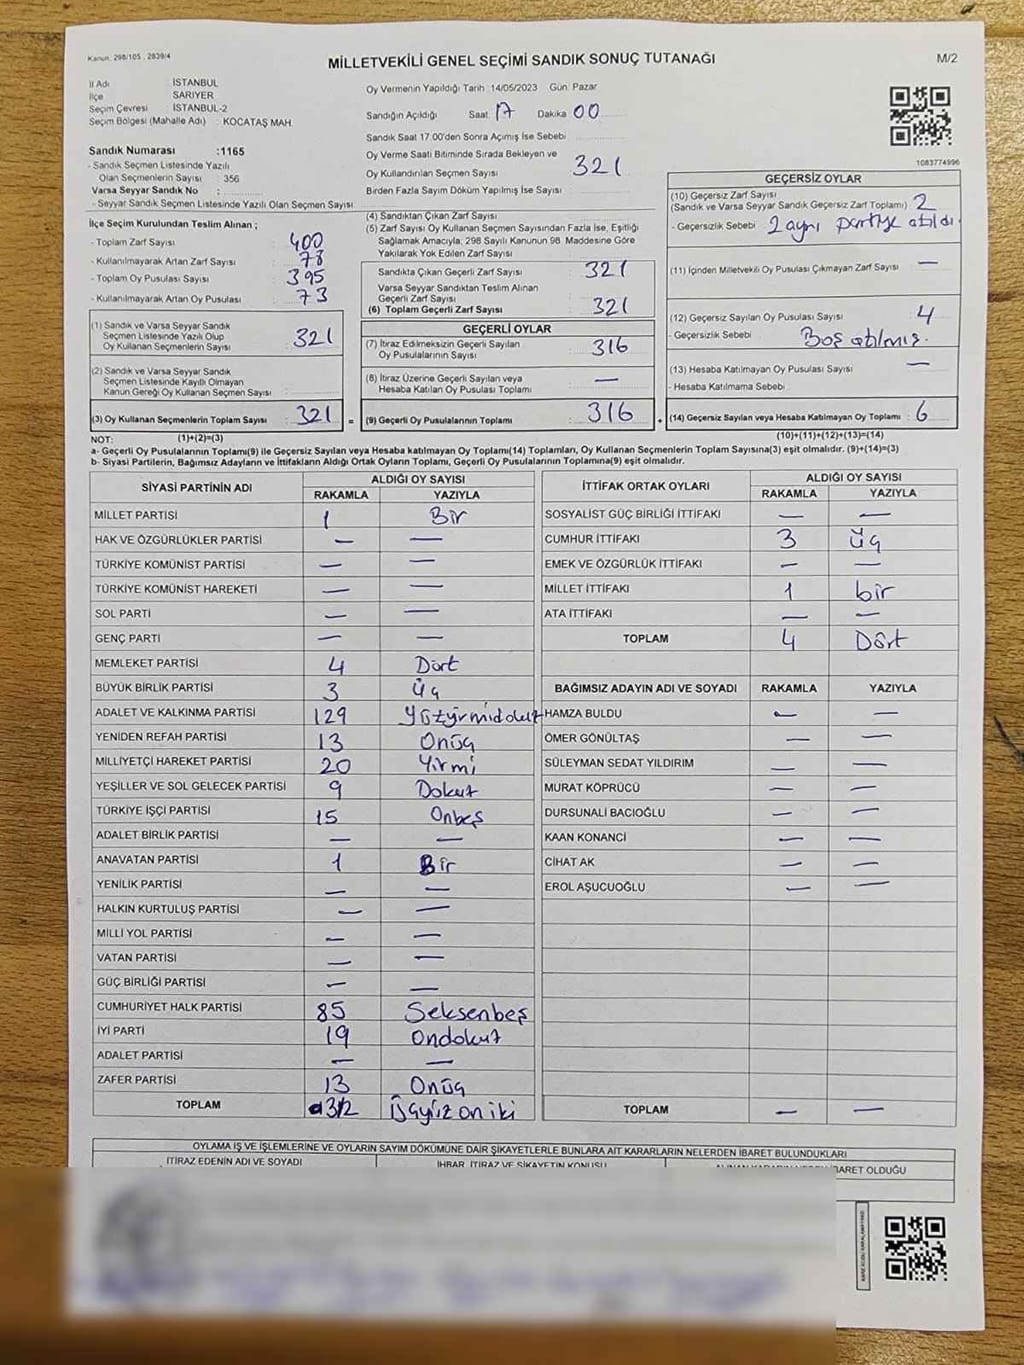 Kanun. 298/105 , 2839/4
MİLLETVEKİLİ GENEL SEÇİMİ SANDIK SONUÇ TUTANAĞI
M/2
İl Adı İSTANBUL
İlçe SARIYER
Seçim Çevresi İSTANBUL-2
Seçim Bölgesi (Mahalle Adı) : KOCATAŞ MAH.
Sandık Numarası :1165
- Sandık Seçmen Listesinde Yazılı
Olan Seçmenlerin Sayısı : 356
Varsa Seyyar Sandık No :
- Seyyar Sandık Seçmen Listesinde Yazılı Olan Seçmen Sayısı
Oy Vermenin Yapıldığı Tarih : 14/05/2023 Gün: Pazar
Sandığın Açıldığı Saat 17 Dakika 00
Sandık Saat 17.00'den Sonra Açımış İse Sebebi
Oy Verme Saati Bitiminde Sırada Bekleyen ve
Oy Kullandırılan Seçmen Sayısı 321
Birden Fazla Sayım Döküm Yapılmış İse Sayısı :
1083774996
İlçe Seçim Kurulundan Teslim Alınan ;
- Toplam Zarf Sayısı : 400
- Kullanılmayarak Artan Zarf Sayısı : 78
- Toplam Oy Pusulası Sayısı : 395
- Kullanılmayarak Artan Oy Pusulası : 73
(4) Sandıktan Çıkan Zarf Sayısı
(5) Zarf Sayısı Oy Kullanan Seçmen Sayısından Fazla İse, Eşitliği
Sağlamak Amacıyla, 298 Sayılı Kanunun 98. Maddesine Göre
Yakılarak Yok Edilen Zarf Sayısı
Sandıkta Çıkan Geçerli Zarf Sayısı : 321
Varsa Seyyar Sandıktan Teslim Alınan
Geçerli Zarf Sayısı
(6) Toplam Geçerli Zarf Sayısı : 321
GEÇERSİZ OYLAR
(10) Geçersiz Zarf Sayısı
(Sandık ve Varsa Seyyar Sandık Geçersiz Zarf Toplamı) : 2
- Geçersizlik Sebebi : 2 ayrı partiye atıldı.
(11) İçinden Milletvekili Oy Pusulası Çıkmayan Zarf Sayısı : —
(12) Geçersiz Sayılan Oy Pusulası Sayısı : 4
- Geçersizlik Sebebi : Boş atılmış.
(13) Hesaba Katılmayan Oy Pusulası Sayısı : —
- Hesaba Katılmama Sebebi :
(14) Geçersiz Sayılan veya Hesaba Katılmayan Oy Toplamı : 6
(1) Sandık ve Varsa Seyyar Sandık
Seçmen Listesinde Yazılı Olup
Oy Kullanan Seçmenlerin Sayısı : 321
(2) Sandık ve Varsa Seyyar Sandık
Seçmen Listesinde Kayıtlı Olmayan
Kanun Gereği Oy Kullanan Seçmen Sayısı :
(3) Oy Kullanan Seçmenlerin Toplam Sayısı : 321 =
GEÇERLİ OYLAR
(7) İtiraz Edilmeksizin Geçerli Sayılan
Oy Pusulalarının Sayısı : 316
(8) İtiraz Üzerine Geçerli Sayılan veya
Hesaba Katılan Oy Pusulası Toplamı : —
(9) Geçerli Oy Pusulalarının Toplamı : 316 +
NOT: (1)+(2)=(3)
(10)+(11)+(12)+(13)=(14)
a- Geçerli Oy Pusulalarının Toplamı(9) ile Geçersiz Sayılan veya Hesaba katılmayan Oy Toplamı(14) Toplamları, Oy Kullanan Seçmenlerin Toplam Sayısına(3) eşit olmalıdır. (9)+(14)=(3)
b- Siyasi Partilerin, Bağımsız Adayların ve İttifakların Aldığı Ortak Oyların Toplamı, Geçerli Oy Pusulalarının Toplamına(9) eşit olmalıdır.
SİYASİ PARTİNİN ADI ALDIĞI OY SAYISI
RAKAMLA YAZIYLA
MİLLET PARTİSİ 1 Bir
HAK VE ÖZGÜRLÜKLER PARTİSİ — —
TÜRKİYE KOMÜNİST PARTİSİ — —
TÜRKİYE KOMÜNİST HAREKETİ — —
SOL PARTİ — —
GENÇ PARTİ — —
MEMLEKET PARTİSİ 4 Dört
BÜYÜK BİRLİK PARTİSİ 3 Üç
ADALET VE KALKINMA PARTİSİ 129 Yüzyirmidokuz
YENİDEN REFAH PARTİSİ 13 Onüç
MİLLİYETÇİ HAREKET PARTİSİ 20 Yirmi
YEŞİLLER VE SOL GELECEK PARTİSİ 9 Dokuz
TÜRKİYE İŞÇİ PARTİSİ 15 Onbeş
ADALET BİRLİK PARTİSİ — —
ANAVATAN PARTİSİ 1 Bir
YENİLİK PARTİSİ — —
HALKIN KURTULUŞ PARTİSİ — —
MİLLİ YOL PARTİSİ — —
VATAN PARTİSİ — —
GÜÇ BİRLİĞİ PARTİSİ — —
CUMHURİYET HALK PARTİSİ 85 Seksenbeş
İYİ PARTİ 19 Ondokuz
ADALET PARTİSİ — —
ZAFER PARTİSİ 13 Onüç
TOPLAM 312 Üçyüz on iki
İTTİFAK ORTAK OYLARI ALDIĞI OY SAYISI
RAKAMLA YAZIYLA
SOSYALİST GÜÇ BİRLİĞİ İTTİFAKI — —
CUMHUR İTTİFAKI 3 üç
EMEK VE ÖZGÜRLÜK İTTİFAKI — —
MİLLET İTTİFAKI 1 bir
ATA İTTİFAKI — —
TOPLAM 4 Dört
BAĞIMSIZ ADAYIN ADI VE SOYADI RAKAMLA YAZIYLA
HAMZA BULDU — —
ÖMER GÖNÜLTAŞ — —
SÜLEYMAN SEDAT YILDIRIM — —
MURAT KÖPRÜCÜ — —
DURSUNALİ BACIOĞLU — —
KAAN KONANCİ — —
CİHAT AK — —
EROL AŞUCUOĞLU — —
TOPLAM — —
OYLAMA İŞ VE İŞLEMLERİNE VE OYLARIN SAYIM DÖKÜMÜNE DAİR ŞİKAYETLERLE BUNLARA AİT KARARLARIN NELERDEN İBARET BULUNDUKLARI
İTİRAZ EDENİN ADI VE SOYADI
İHBAR, İTİRAZ VE ŞİKAYETİN KONUSU
İBARET OLDUĞU